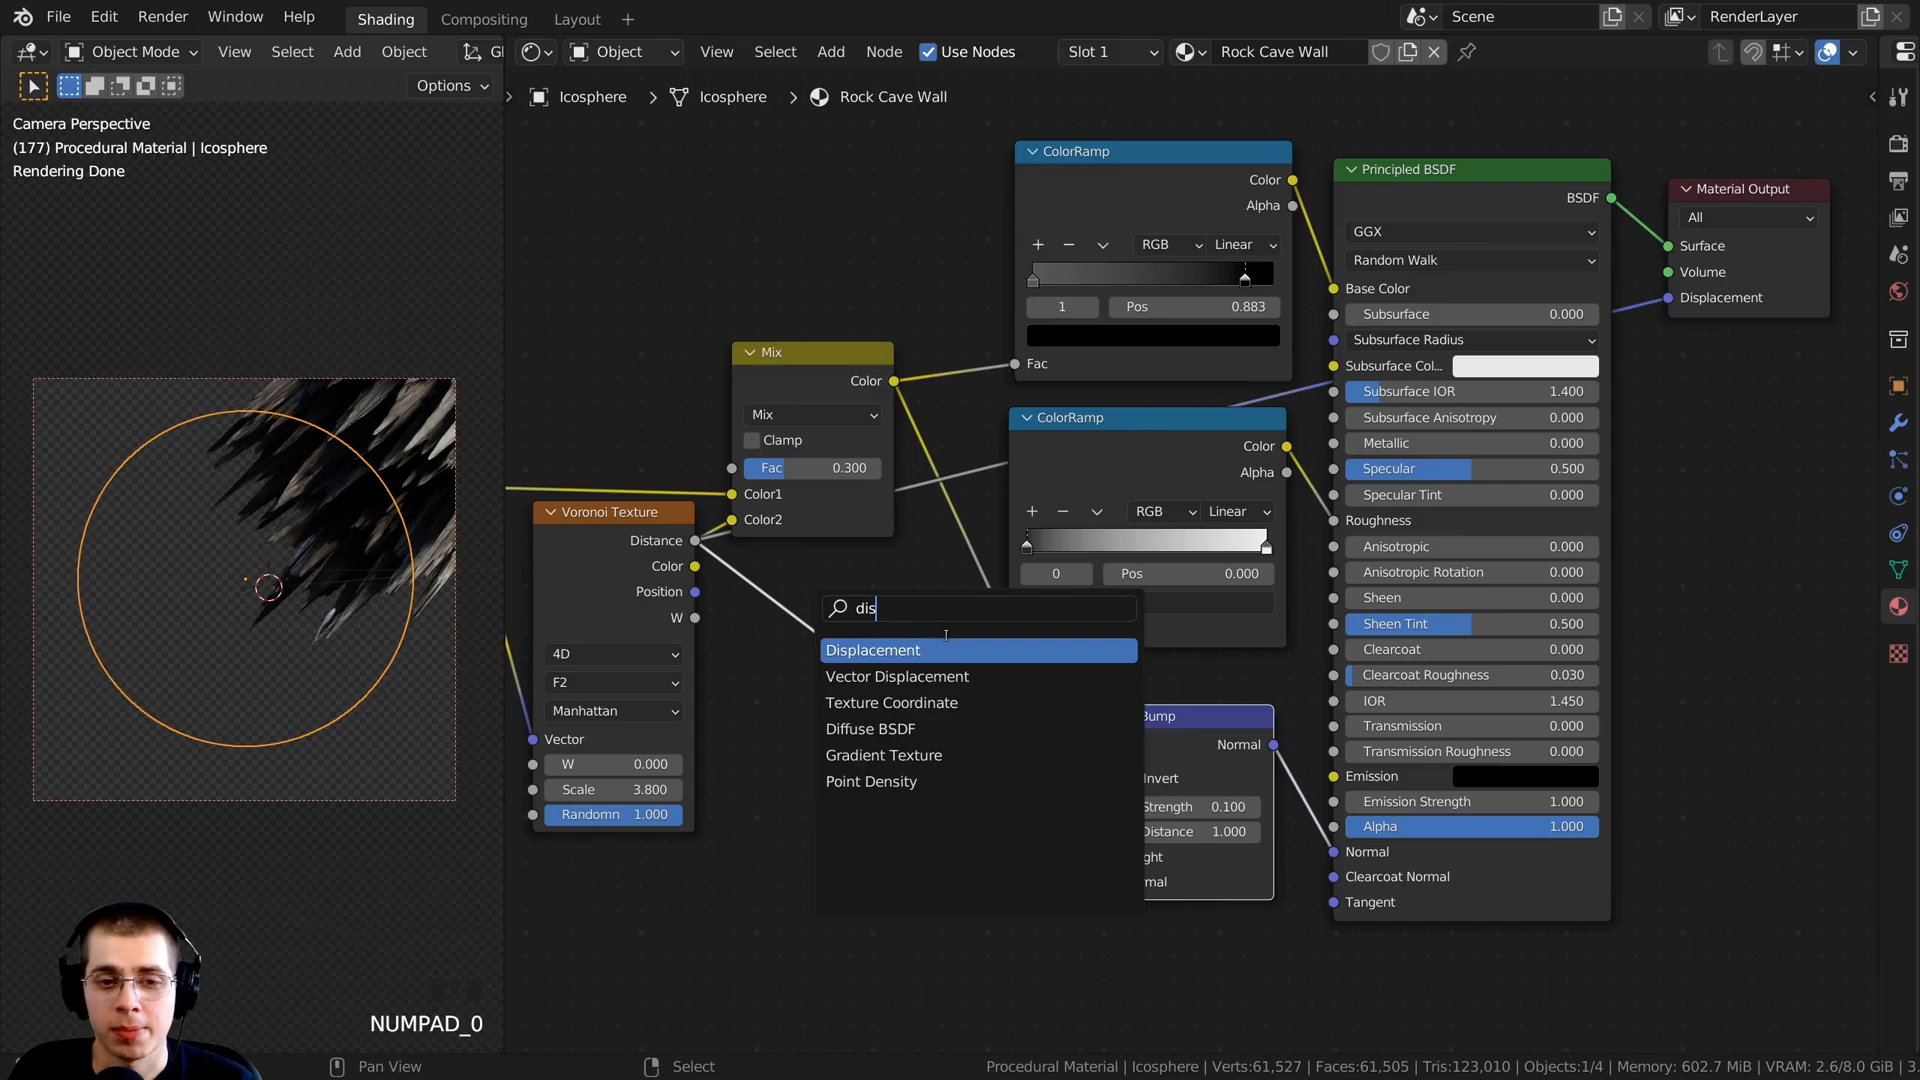 File Edit Render Window Help Shading Compositing Layout + Scene RenderLayer
Object Mode View Select Add Object Gl Object View Select Add Node Use Nodes Slot 1 Rock Cave Wall
Options
Icosphere Icosphere Rock Cave Wall
Camera Perspective
(177) Procedural Material | Icosphere
Rendering Done
ColorRamp
Color
Alpha
RGB Linear
1 Pos 0.883
Fac
Mix
Color
Mix
Clamp
Fac 0.300
Color1
Color2
Voronoi Texture
Distance
Color
Position
W
4D
F2
Manhattan
Vector
W 0.000
Scale 3.800
Randomn 1.000
ColorRamp
Color
Alpha
RGB Linear
0 Pos 0.000
dis
Displacement
Vector Displacement
Texture Coordinate
Diffuse BSDF
Gradient Texture
Point Density
Bump
Normal
Invert
Strength 0.100
Distance 1.000
ght
mal
Principled BSDF
BSDF
GGX
Random Walk
Base Color
Subsurface 0.000
Subsurface Radius
Subsurface Col...
Subsurface IOR 1.400
Subsurface Anisotropy 0.000
Metallic 0.000
Specular 0.500
Specular Tint 0.000
Roughness
Anisotropic 0.000
Anisotropic Rotation 0.000
Sheen 0.000
Sheen Tint 0.500
Clearcoat 0.000
Clearcoat Roughness 0.030
IOR 1.450
Transmission 0.000
Transmission Roughness 0.000
Emission
Emission Strength 1.000
Alpha 1.000
Normal
Clearcoat Normal
Tangent
Material Output
All
Surface
Volume
Displacement
NUMPAD_0
Pan View Select Procedural Material | Icosphere | Verts:61,527 | Faces:61,505 | Tris:123,010 | Objects:1/4 | Memory: 602.7 MiB | VRAM: 2.6/8.0 GiB | 3.